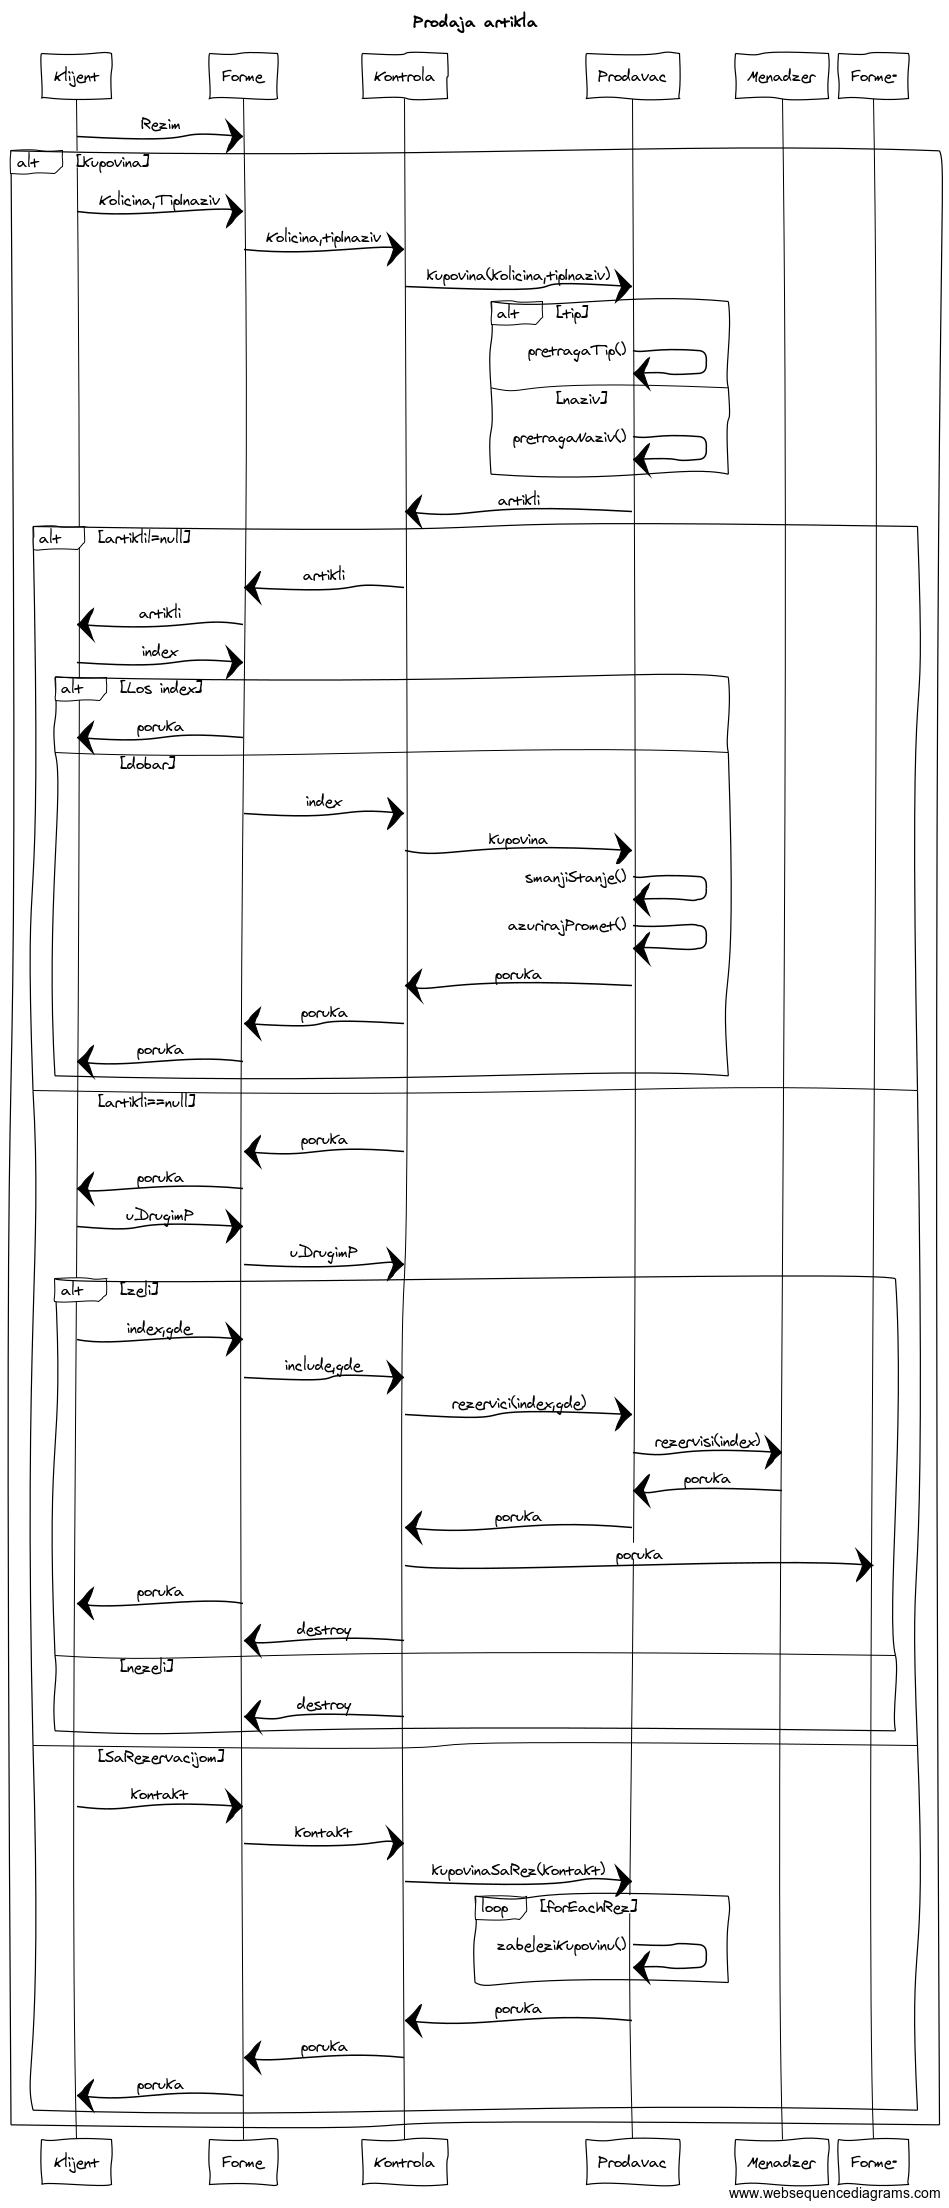 Prodaja artikla
Klijent Forme Kontrola Prodavac Menadzer Forme-
Rezim
alt [Kupovina]
Kolicina,TipInaziv
Kolicina,tipInaziv
kupovina(Kolicina,tipInaziv)
alt [tip]
pretragaTip()
[naziv]
pretragaNaziv()
artikli
alt [artikli!=null]
artikli
artikli
index
alt [Los index]
poruka
[dobar]
index
Kupovina
smanjiStanje()
azurirajPromet()
poruka
poruka
poruka
[artikli==null]
poruka
poruka
uDrugimP
uDrugimP
alt [zeli]
index,gde
include,gde
rezervici(index,gde)
rezervisi(index)
poruka
poruka
poruka
poruka
destroy
[nezeli]
destroy
[SaRezervacijom]
Kontakt
Kontakt
kupovinaSaRez(Kontakt)
loop [forEachRez]
zabeleziKupovinu()
poruka
poruka
poruka
Klijent Forme Kontrola Prodavac Menadzer Forme-
www.websequencediagrams.com